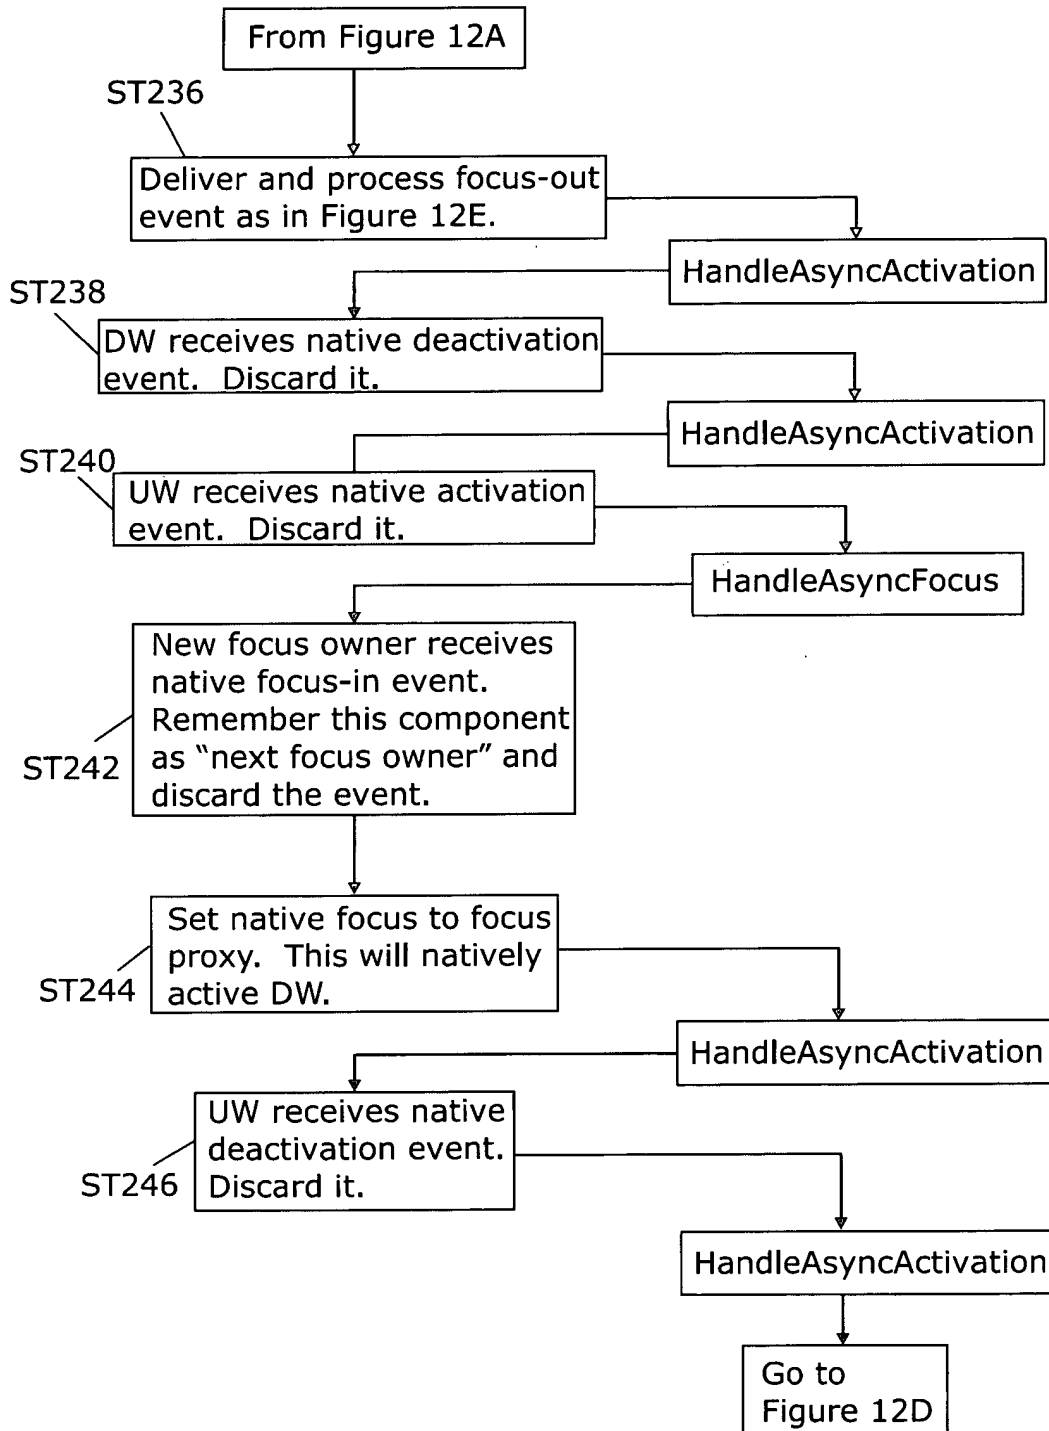 From Figure 12A
ST236
Deliver and process focus-out
event as in Figure 12E.
HandleAsyncActivation
ST238
DW receives native deactivation
event. Discard it.
HandleAsyncActivation
ST240
UW receives native activation
event. Discard it.
HandleAsyncFocus
New focus owner receives
native focus-in event.
Remember this component
as “next focus owner” and
discard the event.
ST242
Set native focus to focus
proxy. This will natively
active DW.
ST244
HandleAsyncActivation
UW receives native
deactivation event.
Discard it.
ST246
HandleAsyncActivation
Go to
Figure 12D